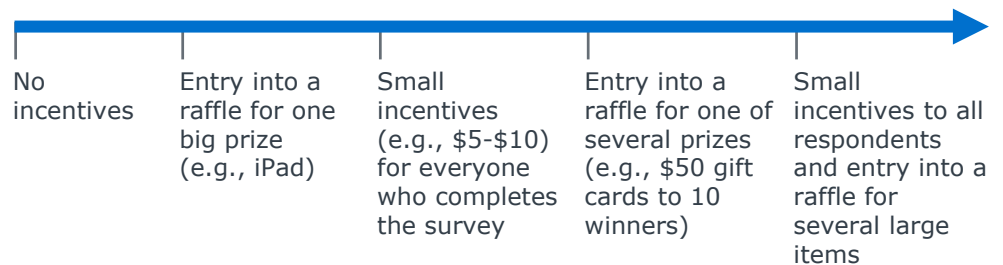 No
incentives
Entry into a
raffle for one
big prize
(e.g., iPad)
Small
incentives
(e.g., $5-$10)
for everyone
who completes
the survey
Entry into a
raffle for one of
several prizes
(e.g., $50 gift
cards to 10
winners)
Small
incentives to all
respondents
and entry into a
raffle for
several large
items